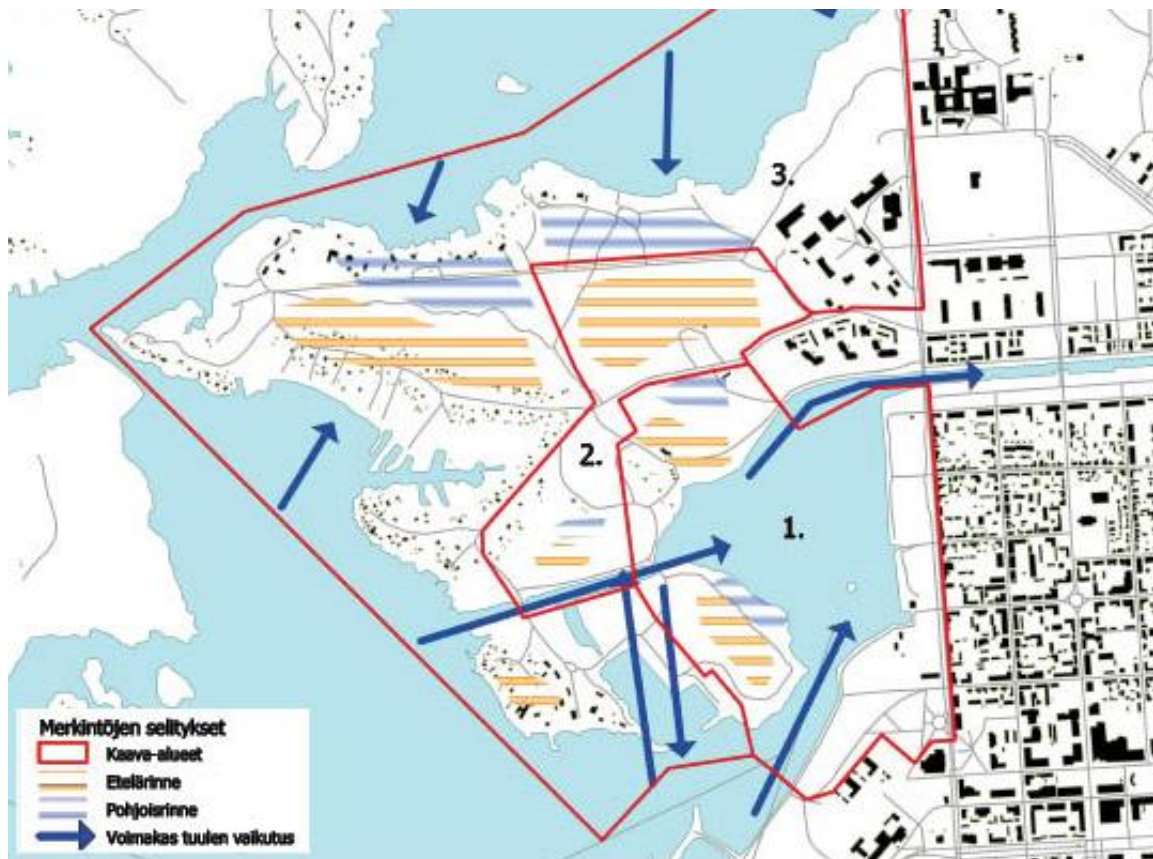 3.
2.
1.
Merkintöjen selitykset
Kaava-alueet
Etelärinne
Pohjoisrinne
Voimakas tuulen vaikutus